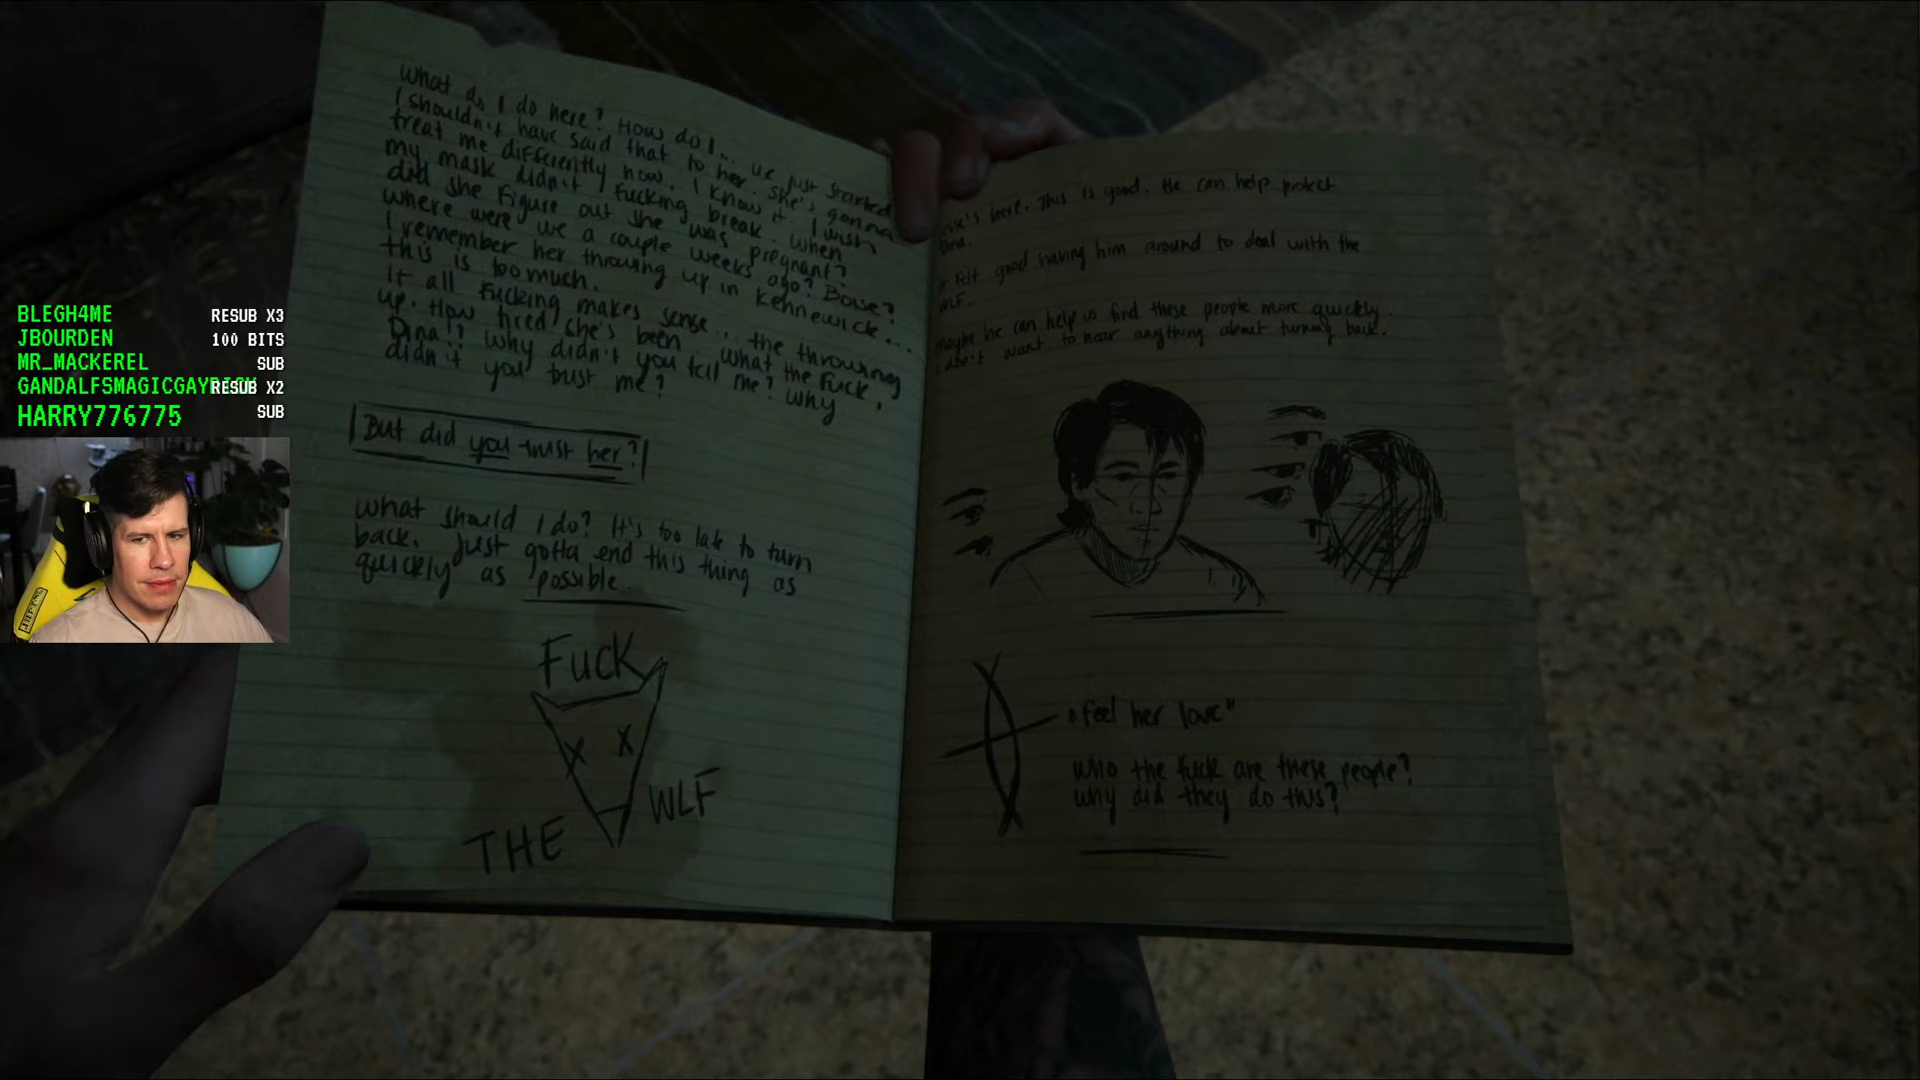 What do I do here? How do I... we just started
I shouldn't have said that to her. She's gonna
treat me differently now. I know it. I wish
my mask didn't fucking break. When
did she figure out she was pregnant?
where were we a couple weeks ago? Boise?
I remember her throwing up in Kennewick...
this is too much.
It all fucking makes sense... the throwing
up. How tired she's been. What the fuck,
Dina!? Why didn't you tell me? Why
didn't you trust me?
But did you trust her?
What should I do? It's too late to turn
back. Just gotta end this thing as
quickly as possible.
Fuck
X X
THE WLF
here. This is good. He can help protect
Dina.
felt good having him around to deal with the
WLF.
maybe he can help us find these people more quickly.
I don't want to hear anything about turning back.
"feel her love"
who the fuck are these people?
why did they do this?
BLEGH4ME RESUB X3
JBOURDEN 100 BITS
MR_MACKEREL SUB
RESUB X2
HARRY776775 SUB